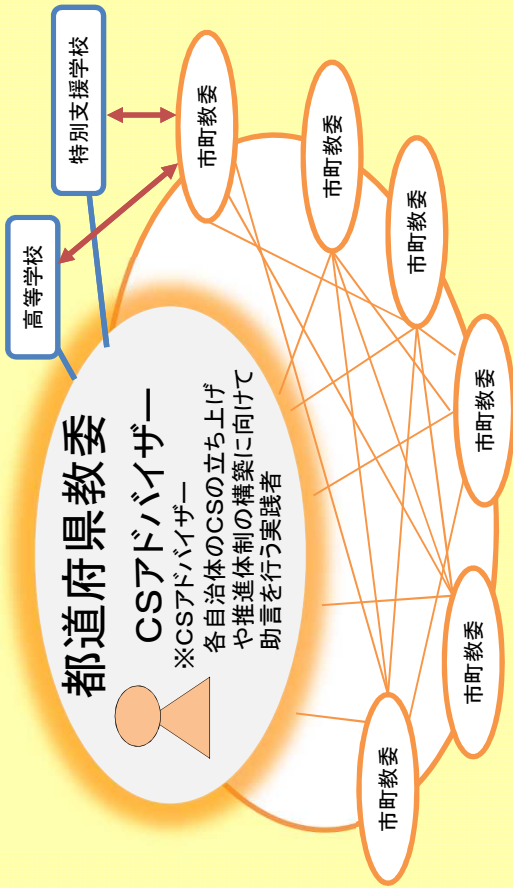 都道府県教委
CSアドバイザー
※CSアドバイザー
各自治体のCSの立ち上げ
や推進体制の構築に向けて
助言を行う実践者
高等学校
特別支援学校
市町教委
市町教委
市町教委
市町教委
市町教委
市町教委